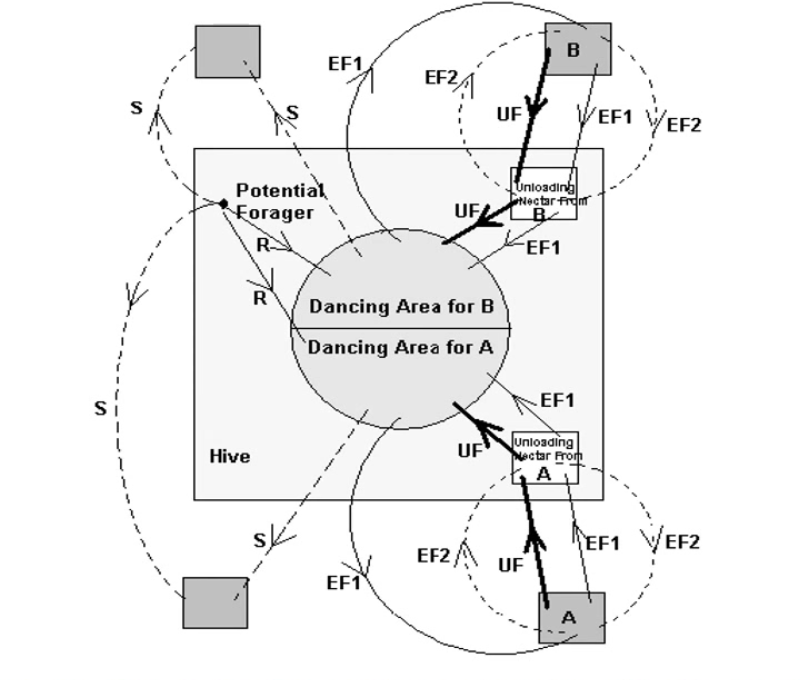 B
EF1
EF2
S
S
UF
EF1
EF2
Potential
Forager
Unloading
Nectar From
B
UF
R
EF1
R
Dancing Area for B
Dancing Area for A
S
EF1
Hive
UF
Unloading
Nectar From
A
S
EF2
UF
EF1
EF2
EF1
A